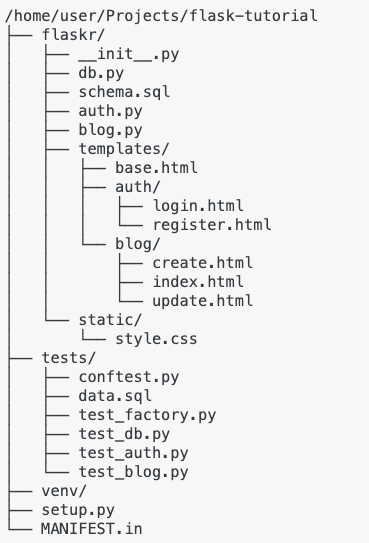 /home/user/Projects/flask-tutorial
├── flaskr/
│   ├── __init__.py
│   ├── db.py
│   ├── schema.sql
│   ├── auth.py
│   ├── blog.py
│   ├── templates/
│   │   ├── base.html
│   │   ├── auth/
│   │   │   ├── login.html
│   │   │   └── register.html
│   │   └── blog/
│   │       ├── create.html
│   │       ├── index.html
│   │       └── update.html
│   └── static/
│       └── style.css
├── tests/
│   ├── conftest.py
│   ├── data.sql
│   ├── test_factory.py
│   ├── test_db.py
│   ├── test_auth.py
│   └── test_blog.py
├── venv/
├── setup.py
└── MANIFEST.in